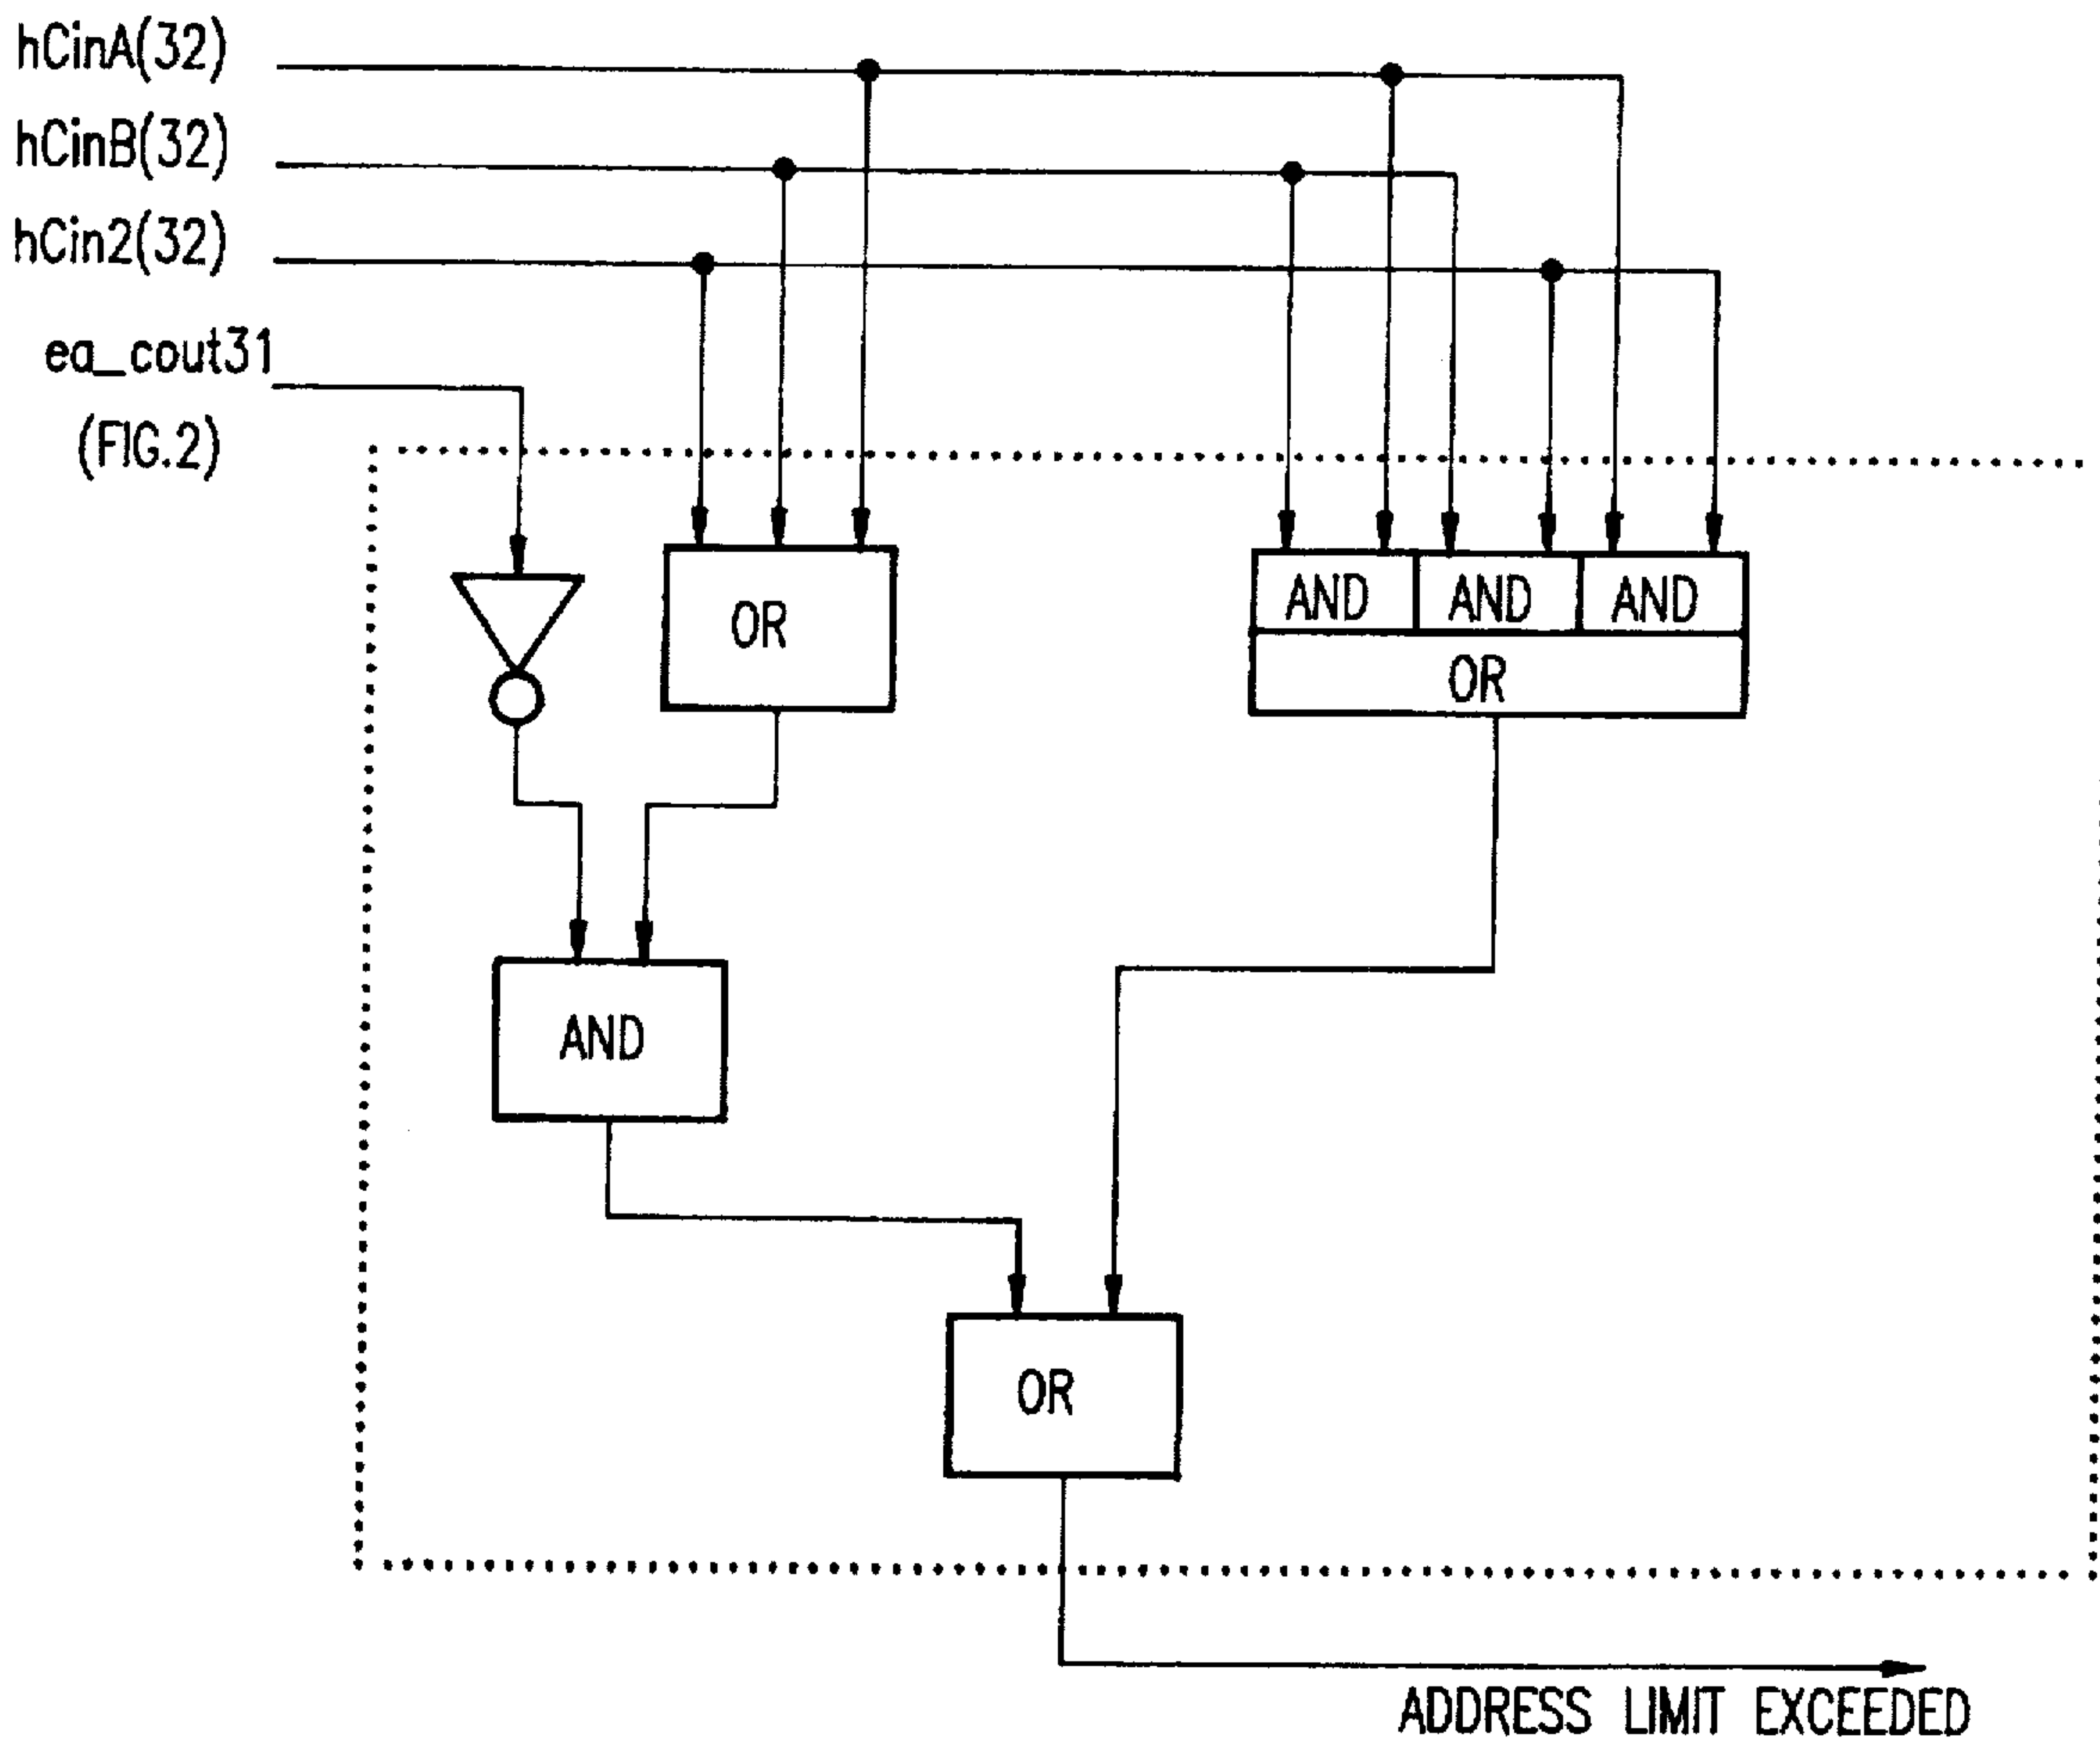 hCinA(32)
hCinB(32)
hCin2(32)
ea_cout31
(FIG.2)
OR
AND AND AND
OR
AND
OR
ADDRESS LIMIT EXCEEDED